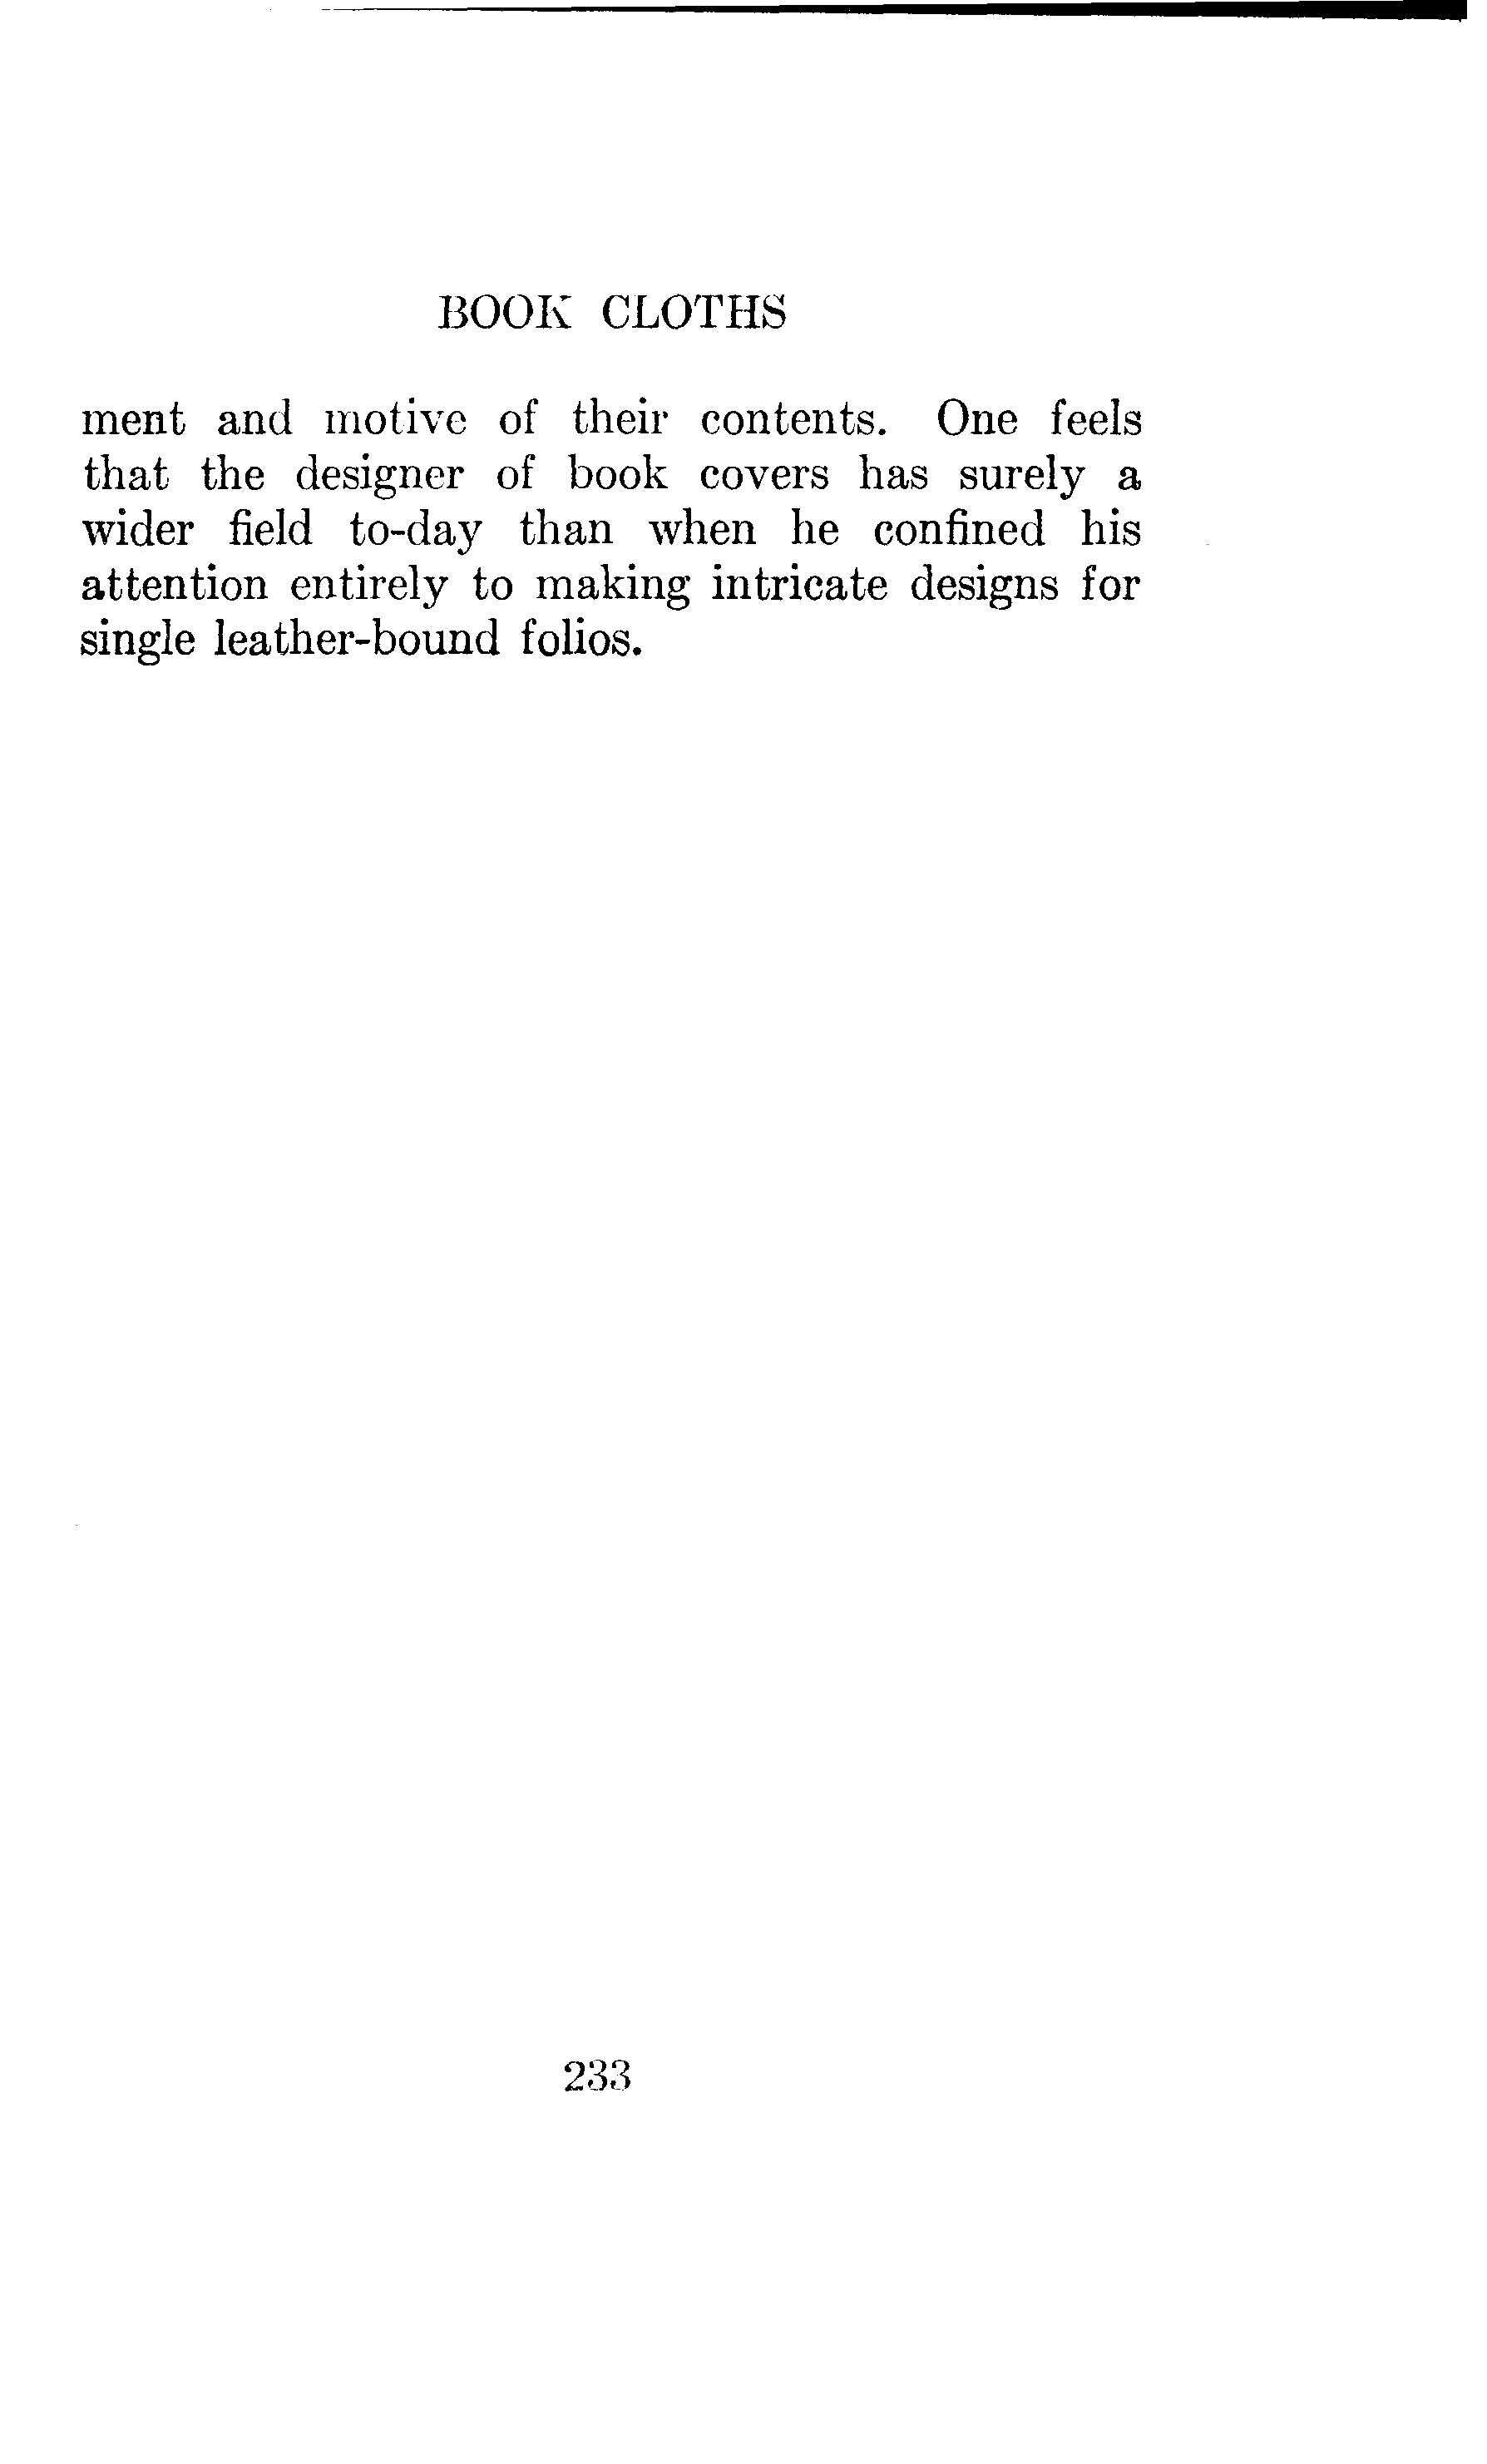 BOOK CLOTHS
ment and motive of their contents. One feels
that the designer of book covers has surely a
wider field to-day than when he confined his
attention entirely to making intricate designs for
single leather-bound folios.
233